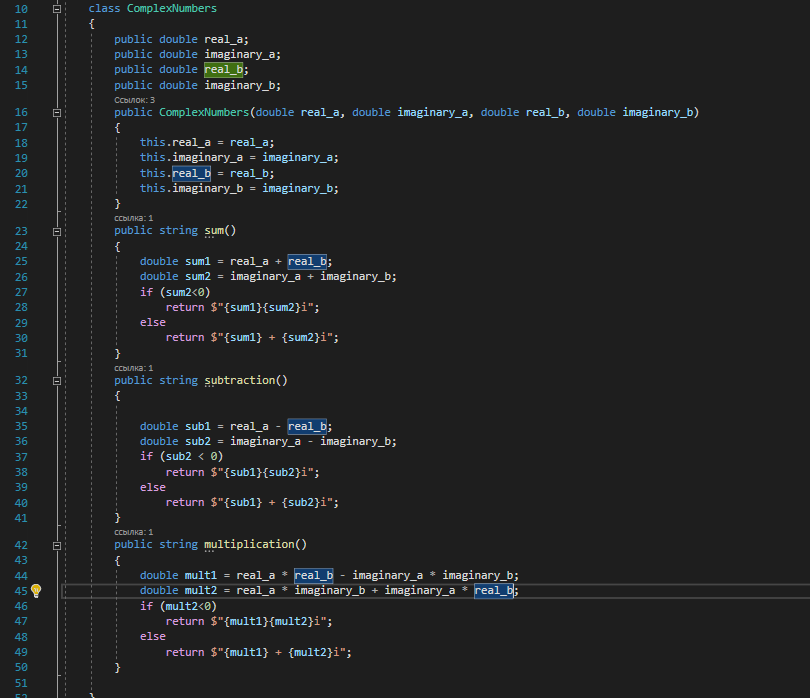 10 class ComplexNumbers
11 {
12 public double real_a;
13 public double imaginary_a;
14 public double real_b;
15 public double imaginary_b;
Ссылок: 3
16 public ComplexNumbers(double real_a, double imaginary_a, double real_b, double imaginary_b)
17 {
18 this.real_a = real_a;
19 this.imaginary_a = imaginary_a;
20 this.real_b = real_b;
21 this.imaginary_b = imaginary_b;
22 }
ссылка: 1
23 public string sum()
24 {
25 double sum1 = real_a + real_b;
26 double sum2 = imaginary_a + imaginary_b;
27 if (sum2<0)
28 return $"{sum1}{sum2}i";
29 else
30 return $"{sum1} + {sum2}i";
31 }
ссылка: 1
32 public string subtraction()
33 {
34
35 double sub1 = real_a - real_b;
36 double sub2 = imaginary_a - imaginary_b;
37 if (sub2 < 0)
38 return $"{sub1}{sub2}i";
39 else
40 return $"{sub1} + {sub2}i";
41 }
ссылка: 1
42 public string multiplication()
43 {
44 double mult1 = real_a * real_b - imaginary_a * imaginary_b;
45 double mult2 = real_a * imaginary_b + imaginary_a * real_b;
46 if (mult2<0)
47 return $"{mult1}{mult2}i";
48 else
49 return $"{mult1} + {mult2}i";
50 }
51
52 }